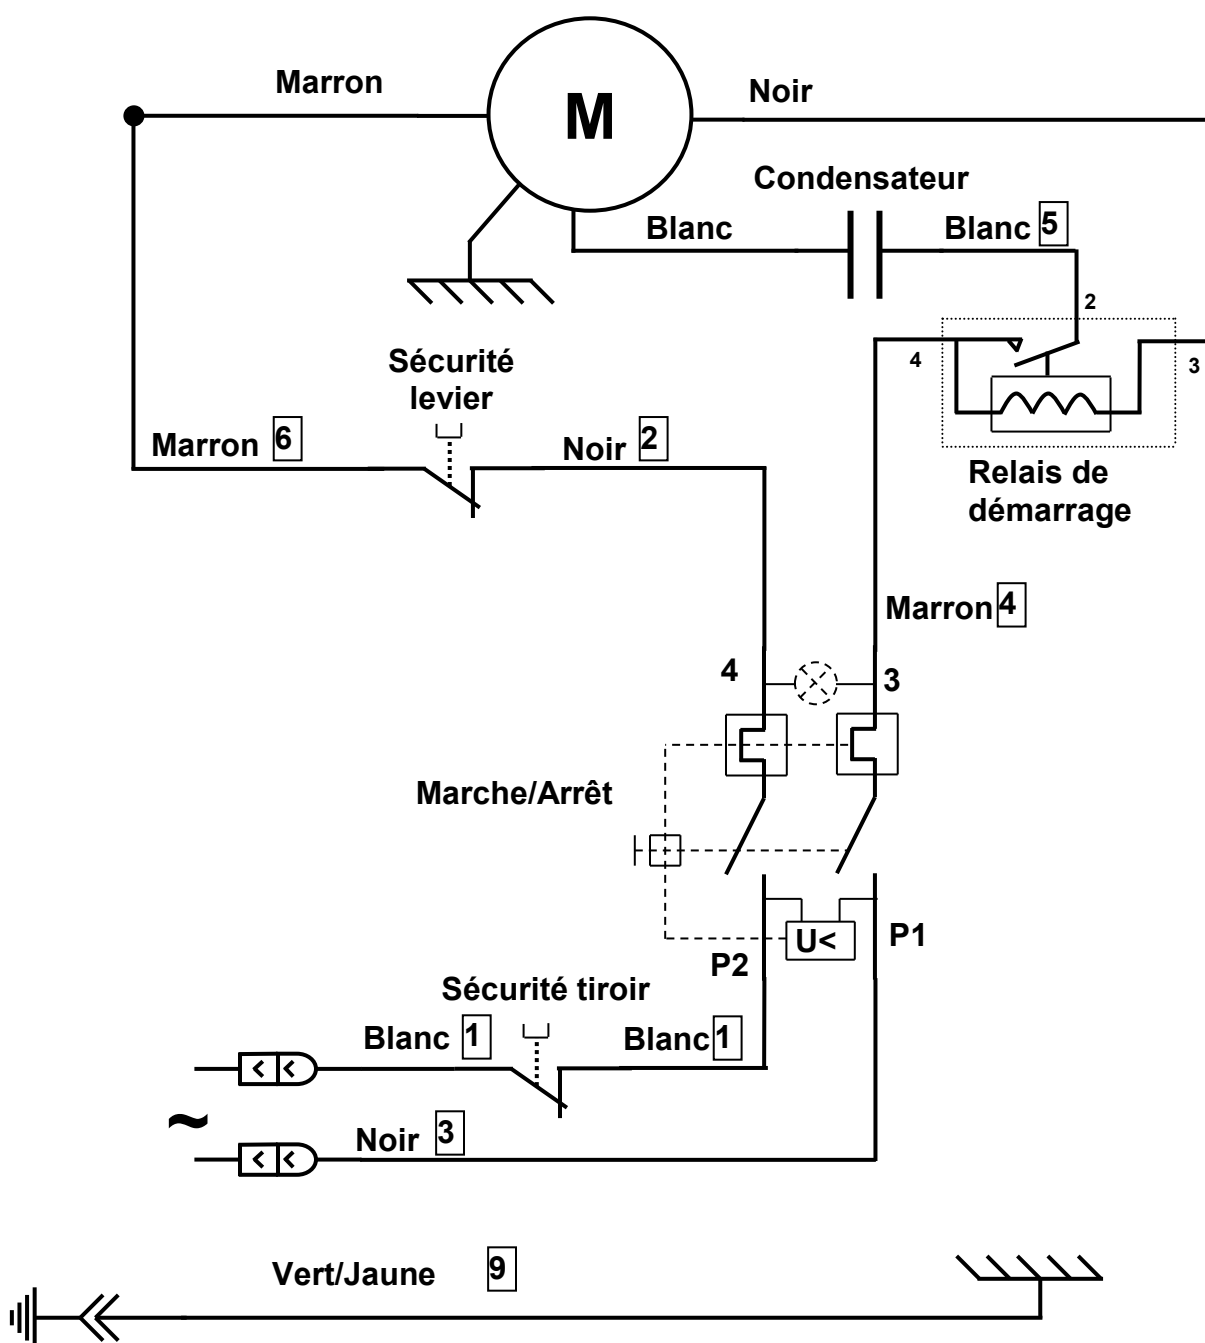 Marron
M
Noir
Condensateur
Blanc
Blanc 5
2
4
3
Sécurité
levier
Marron 6
Noir 2
Relais de
démarrage
Marron 4
4
3
Marche/Arrêt
U<
P1
P2
Sécurité tiroir
Blanc 1
Blanc 1
~
Noir 3
Vert/Jaune 9